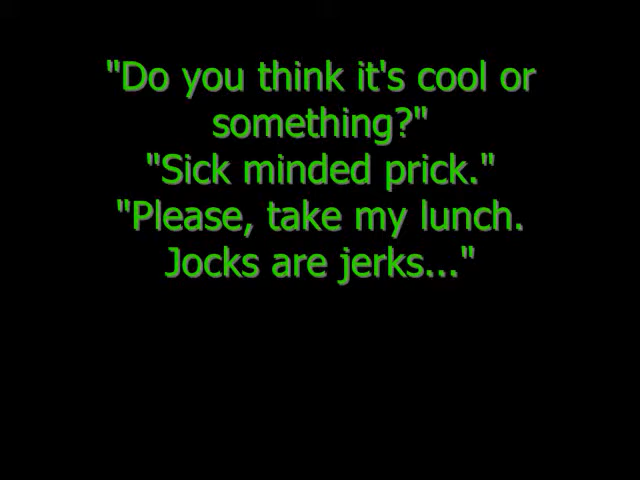 "Do you think it's cool or
something?"
"Sick minded prick."
"Please, take my lunch.
Jocks are jerks..."